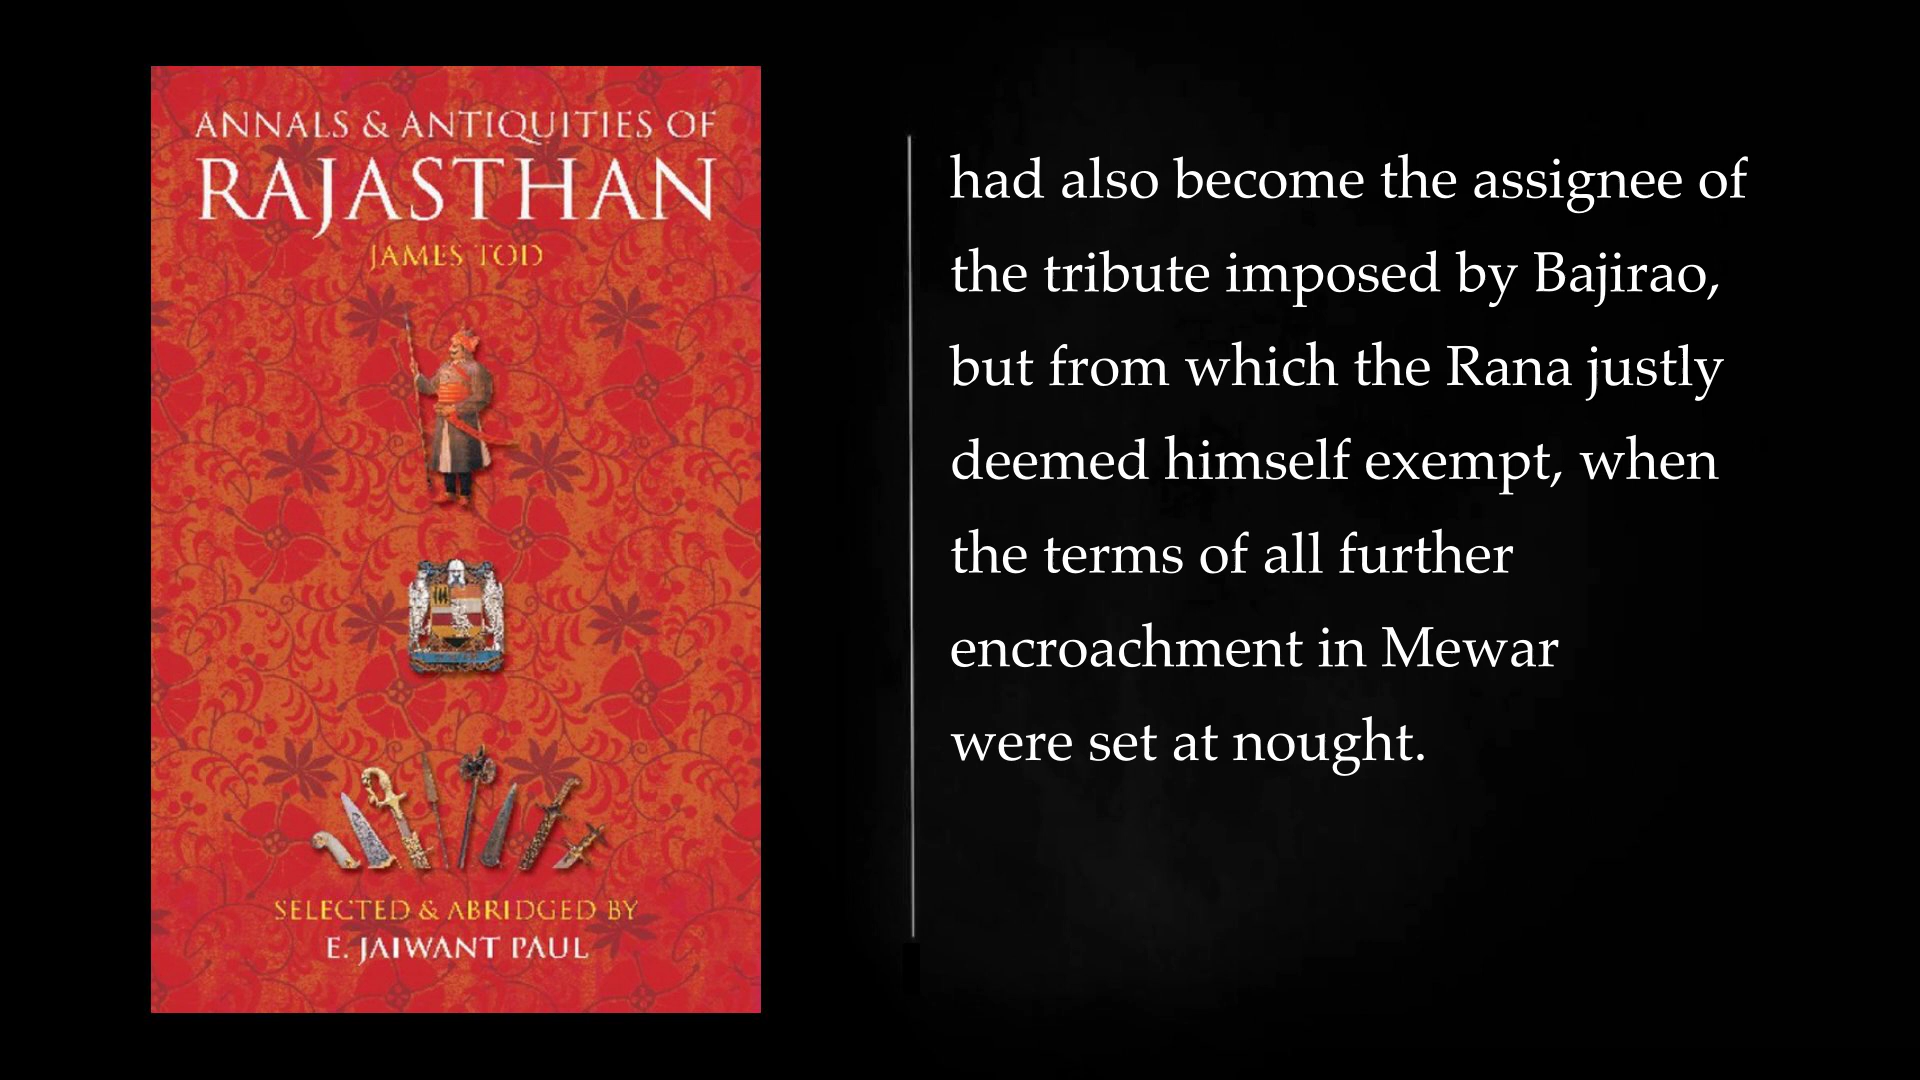 ANNALS & ANTIQUITIES OF
RAJASTHAN
JAMES TOD
SELECTED & ABRIDGED BY
E. JAIWANT PAUL
had also become the assignee of
the tribute imposed by Bajirao,
but from which the Rana justly
deemed himself exempt, when
the terms of all further
encroachment in Mewar
were set at nought.